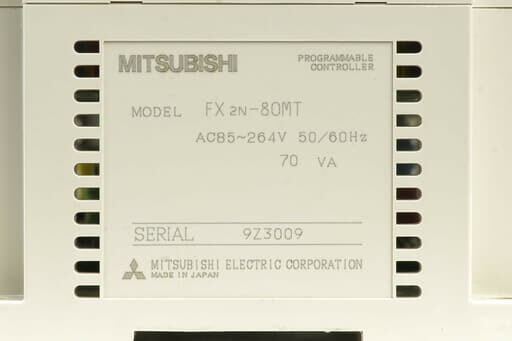 MITSUBISHI
PROGRAMMABLE
CONTROLLER
MODEL FX2N-80MT
AC85~264V 50/60Hz
70 VA
SERIAL 9Z3009
MITSUBISHI ELECTRIC CORPORATION
MADE IN JAPAN